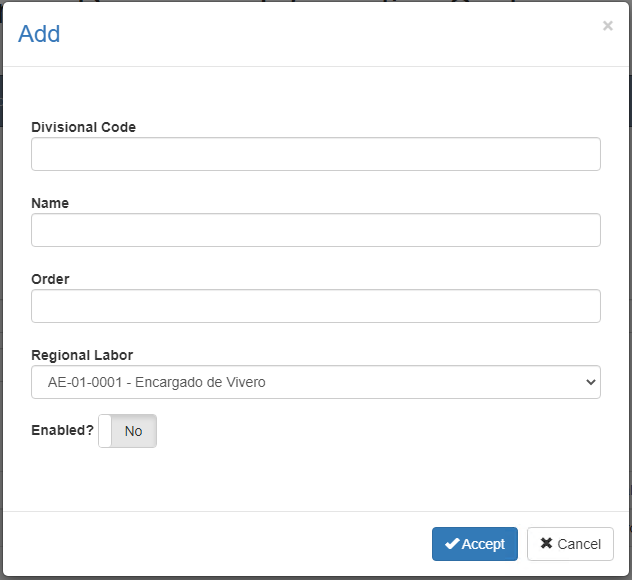 Add
×
Divisional Code
Name
Order
Regional Labor
AE-01-0001 - Encargado de Vivero
Enabled? No
Accept Cancel